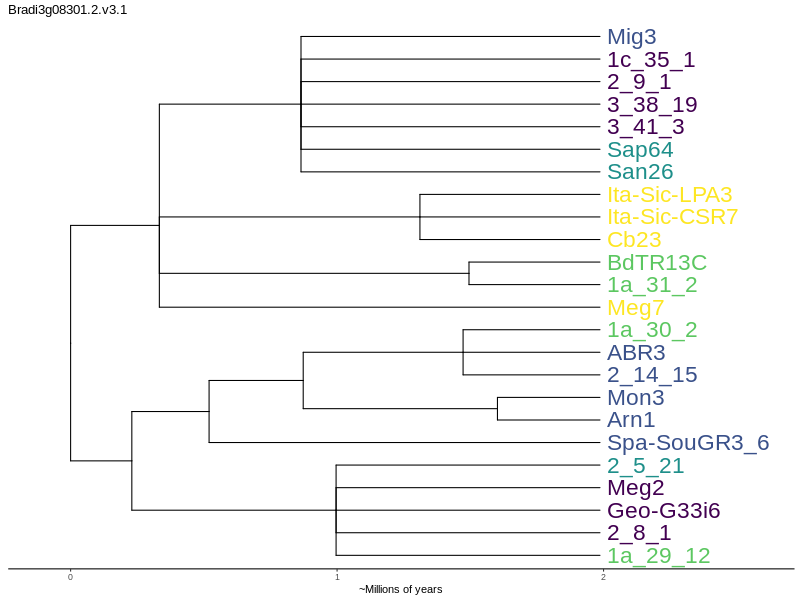 Bradi3g08301.2.v3.1
Mig3
1c_35_1
2_9_1
3_38_19
3_41_3
Sap64
San26
Ita-Sic-LPA3
Ita-Sic-CSR7
Cb23
BdTR13C
1a_31_2
Meg7
1a_30_2
ABR3
2_14_15
Mon3
Arn1
Spa-SouGR3_6
2_5_21
Meg2
Geo-G33i6
2_8_1
1a_29_12
0 1 2
~Millions of years